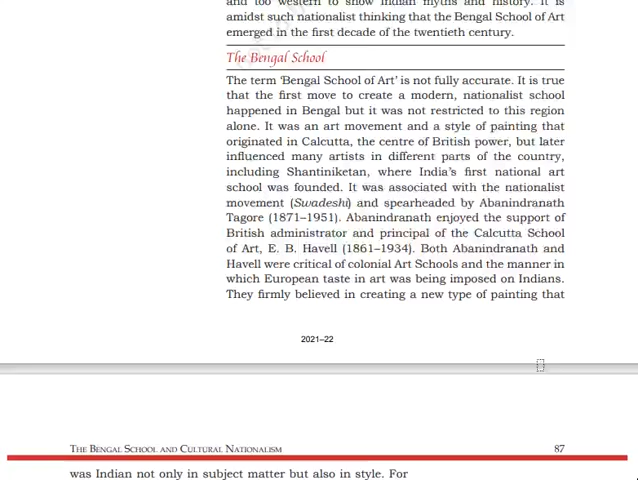 and too western to show Indian myths and history. It is
amidst such nationalist thinking that the Bengal School of Art
emerged in the first decade of the twentieth century.
The Bengal School
The term ‘Bengal School of Art’ is not fully accurate. It is true
that the first move to create a modern, nationalist school
happened in Bengal but it was not restricted to this region
alone. It was an art movement and a style of painting that
originated in Calcutta, the centre of British power, but later
influenced many artists in different parts of the country,
including Shantiniketan, where India’s first national art
school was founded. It was associated with the nationalist
movement (Swadeshi) and spearheaded by Abanindranath
Tagore (1871–1951). Abanindranath enjoyed the support of
British administrator and principal of the Calcutta School
of Art, E. B. Havell (1861–1934). Both Abanindranath and
Havell were critical of colonial Art Schools and the manner in
which European taste in art was being imposed on Indians.
They firmly believed in creating a new type of painting that
2021–22
The Bengal School and Cultural Nationalism 87
was Indian not only in subject matter but also in style. For